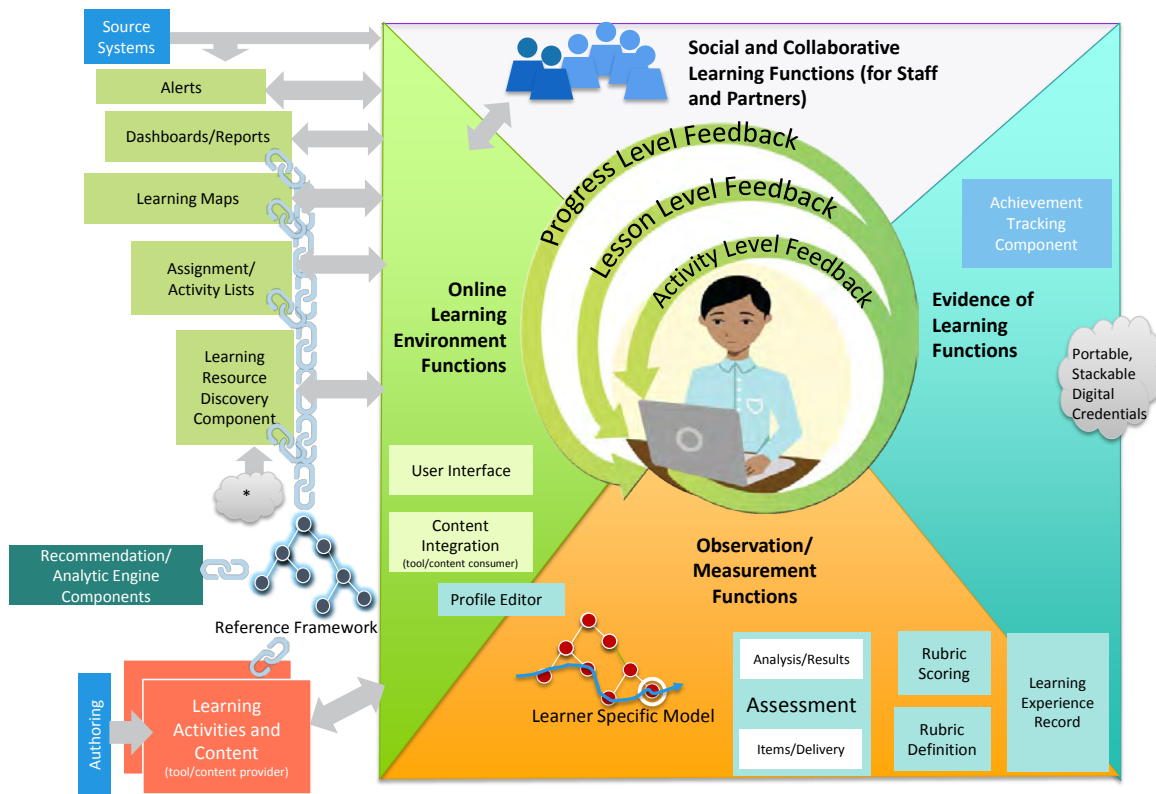 Source
Systems
Alerts
Dashboards/Reports
Learning Maps
Assignment/
Activity Lists
Learning
Resource
Discovery
Component
*
Recommendation/
Analytic Engine
Components
Reference Framework
Authoring
Learning
Activities and
Content
(tool/content provider)
Social and Collaborative
Learning Functions (for Staff
and Partners)
Progress Level Feedback
Lesson Level Feedback
Activity Level Feedback
Online
Learning
Environment
Functions
User Interface
Content
Integration
(tool/content consumer)
Profile Editor
Achievement
Tracking
Component
Evidence of
Learning
Functions
Portable,
Stackable
Digital
Credentials
Observation/
Measurement
Functions
Learner Specific Model
Analysis/Results
Assessment
Items/Delivery
Rubric
Scoring
Rubric
Definition
Learning
Experience
Record